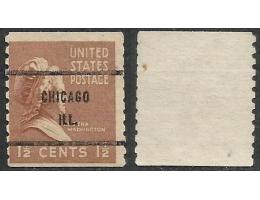 UNITED
STATES
POSTAGE
CHICAGO
ILL.
MARTHA
WASHINGTON
1½ CENTS 1½